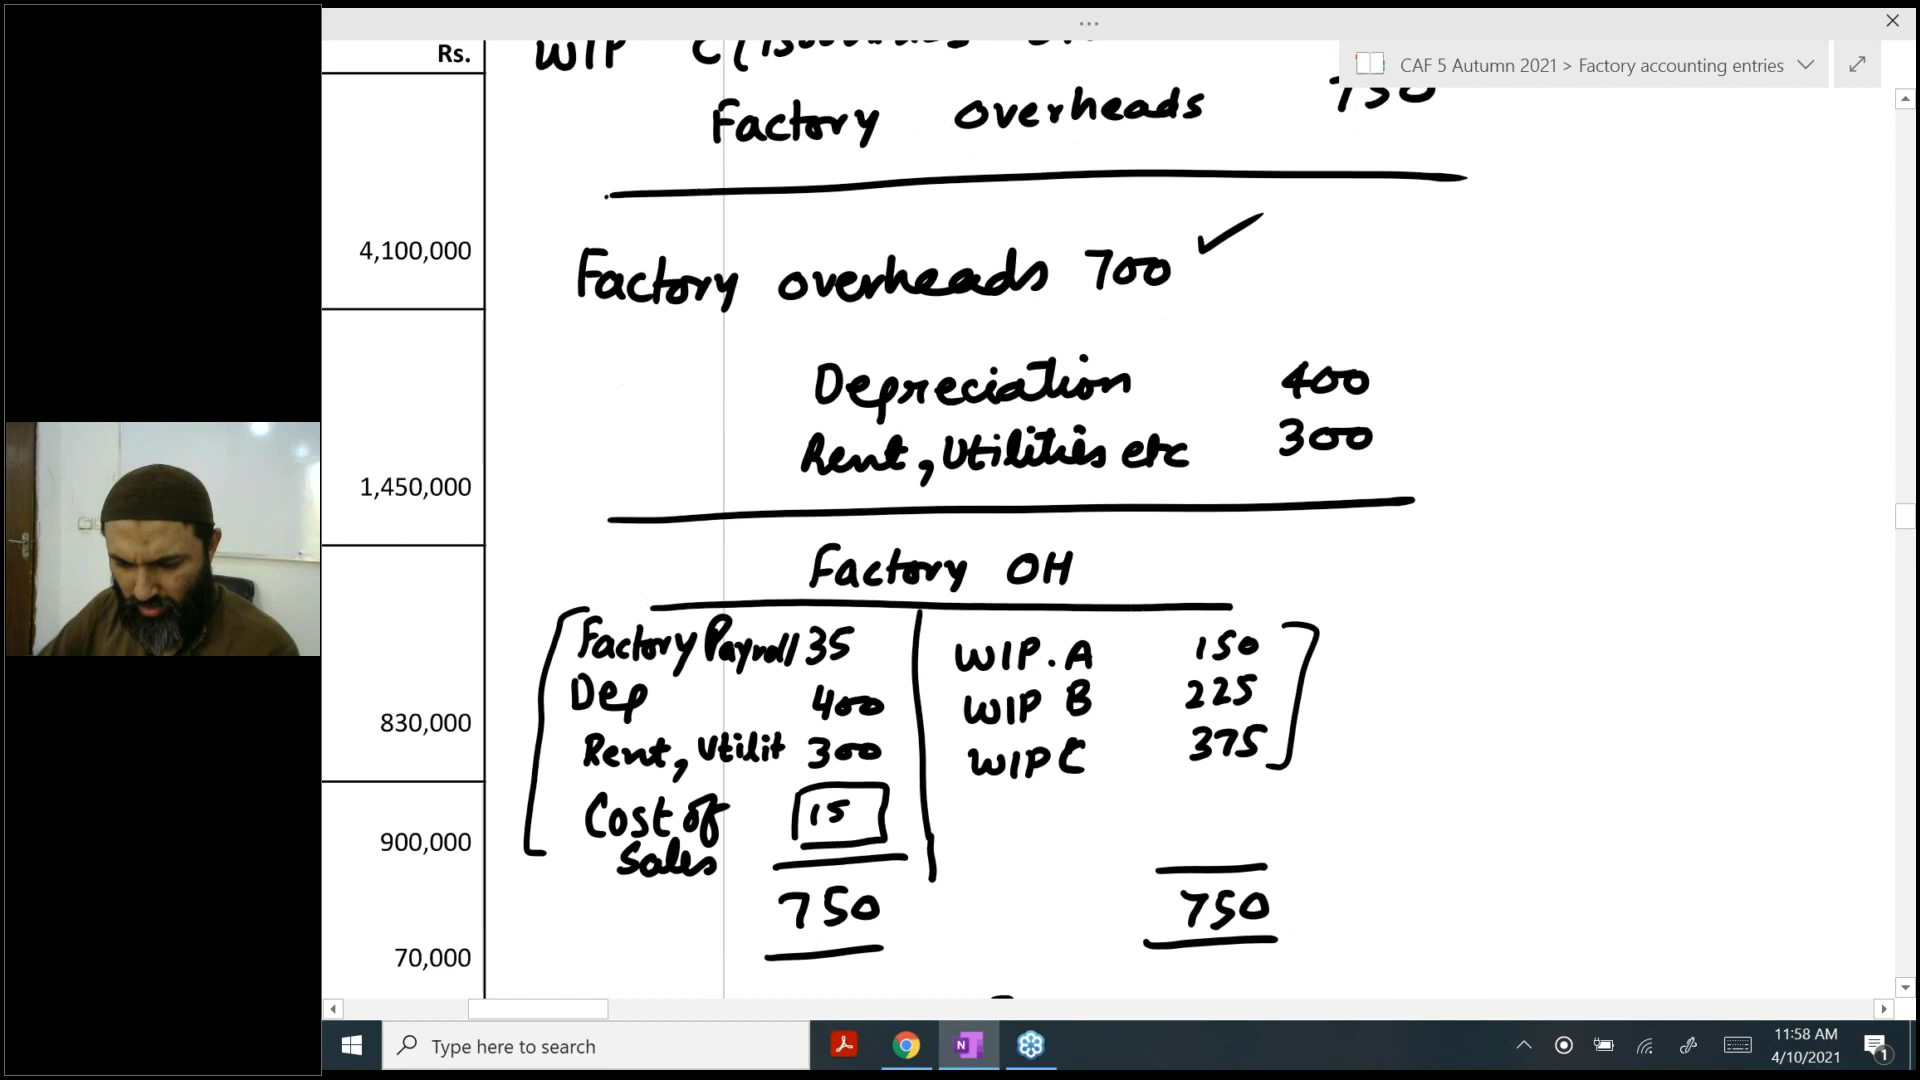 Rs.
CAF 5 Autumn 2021 > Factory accounting entries
WIP
Factory overheads 750
4,100,000
Factory overheads 700 ✓
Depreciation 400
Rent, Utilities etc 300
1,450,000
Factory OH
Factory Payroll 35 WIP. A 150
Dep 400 WIP B 225
830,000
Rent, Utilit 300 WIP C 375
Cost of Sales 15
900,000
750 750
70,000
Type here to search
11:58 AM
4/10/2021
1